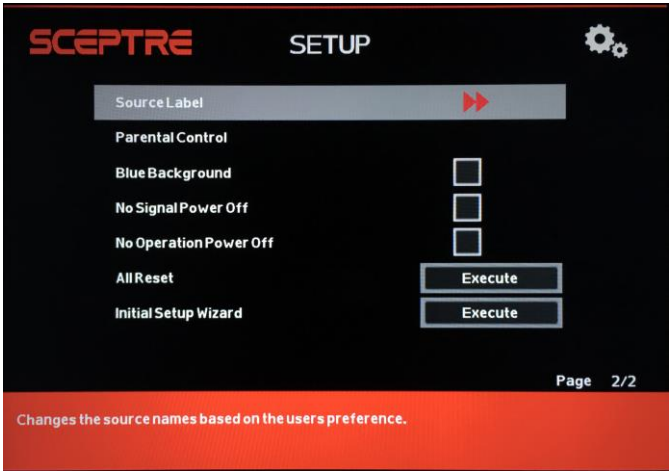 SCEPTRE SETUP
Source Label
Parental Control
Blue Background
No Signal Power Off
No Operation Power Off
All Reset Execute
Initial Setup Wizard Execute
Page 2/2
Changes the source names based on the users preference.